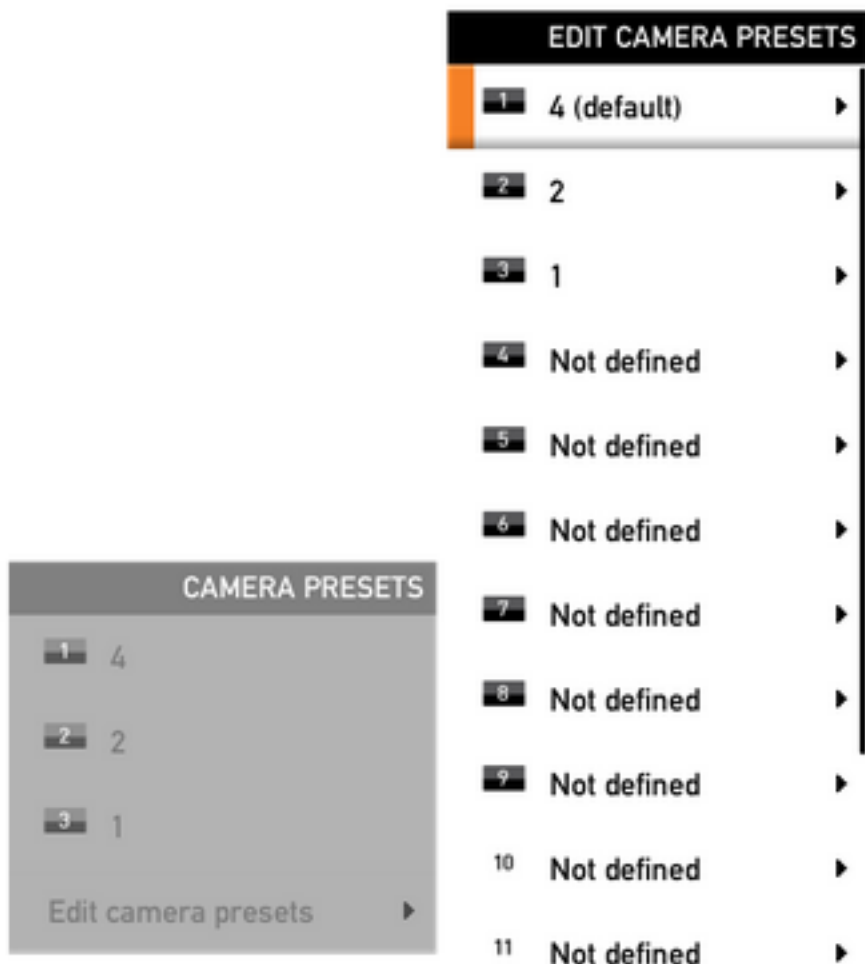 EDIT CAMERA PRESETS
1 4 (default)
2 2
3 1
4 Not defined
5 Not defined
6 Not defined
7 Not defined
8 Not defined
9 Not defined
10 Not defined
11 Not defined
CAMERA PRESETS
1 4
2 2
3 1
Edit camera presets